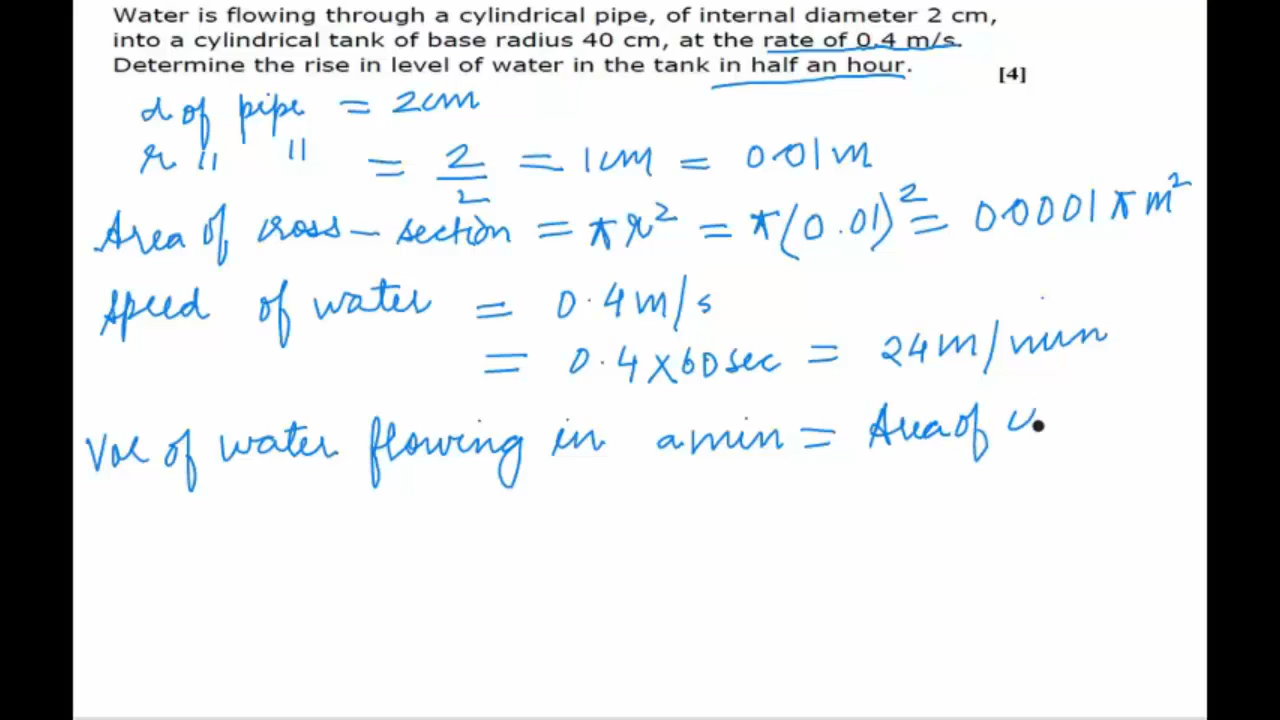 Water is flowing through a cylindrical pipe, of internal diameter 2 cm,
into a cylindrical tank of base radius 40 cm, at the rate of 0.4 m/s.
Determine the rise in level of water in the tank in half an hour.
[4]
d of pipe = 2cm
r " " = 2/2 = 1cm = 0.01m
Area of cross-section = πr² = π(0.01)² = 0.0001πm²
Speed of water = 0.4m/s
= 0.4×60sec = 24m/min
Vol of water flowing in a min = Area of